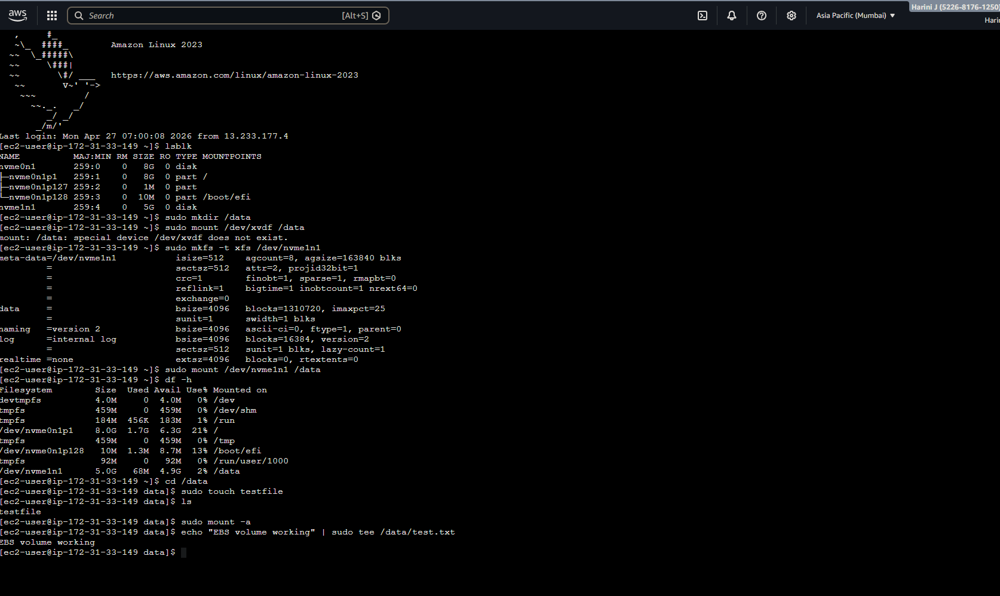 aws
Search [Alt+S]
Asia Pacific (Mumbai) ▼
Harini J (5226-8176-1250)
Harin
   ,     #_
   ~\_  ####_        Amazon Linux 2023
  ~~  \_#####\
  ~~     \###|
  ~~       \#/ ___   https://aws.amazon.com/linux/amazon-linux-2023
   ~~       V~' '->
    ~~~         /
      ~~._.   _/
         _/ _/
       _/m/'
Last login: Mon Apr 27 07:00:08 2026 from 13.233.177.4
[ec2-user@ip-172-31-33-149 ~]$ lsblk
NAME          MAJ:MIN RM SIZE RO TYPE MOUNTPOINTS
nvme0n1       259:0    0   8G  0 disk
├─nvme0n1p1   259:1    0   8G  0 part /
├─nvme0n1p127 259:2    0   1M  0 part
└─nvme0n1p128 259:3    0  10M  0 part /boot/efi
nvme1n1       259:4    0   5G  0 disk
[ec2-user@ip-172-31-33-149 ~]$ sudo mkdir /data
[ec2-user@ip-172-31-33-149 ~]$ sudo mount /dev/xvdf /data
mount: /data: special device /dev/xvdf does not exist.
[ec2-user@ip-172-31-33-149 ~]$ sudo mkfs -t xfs /dev/nvme1n1
meta-data=/dev/nvme1n1           isize=512    agcount=8, agsize=163840 blks
         =                       sectsz=512   attr=2, projid32bit=1
         =                       crc=1        finobt=1, sparse=1, rmapbt=0
         =                       reflink=1    bigtime=1 inobtcount=1 nrext64=0
         =                       exchange=0
data     =                       bsize=4096   blocks=1310720, imaxpct=25
         =                       sunit=1      swidth=1 blks
naming   =version 2              bsize=4096   ascii-ci=0, ftype=1, parent=0
log      =internal log           bsize=4096   blocks=16384, version=2
         =                       sectsz=512   sunit=1 blks, lazy-count=1
realtime =none                   extsz=4096   blocks=0, rtextents=0
[ec2-user@ip-172-31-33-149 ~]$ sudo mount /dev/nvme1n1 /data
[ec2-user@ip-172-31-33-149 ~]$ df -h
Filesystem        Size  Used Avail Use% Mounted on
devtmpfs          4.0M     0  4.0M   0% /dev
tmpfs             459M     0  459M   0% /dev/shm
tmpfs             184M  456K  183M   1% /run
/dev/nvme0n1p1    8.0G  1.7G  6.3G  21% /
tmpfs             459M     0  459M   0% /tmp
/dev/nvme0n1p128   10M  1.3M  8.7M  13% /boot/efi
tmpfs              92M     0   92M   0% /run/user/1000
/dev/nvme1n1      5.0G   68M  4.9G   2% /data
[ec2-user@ip-172-31-33-149 ~]$ cd /data
[ec2-user@ip-172-31-33-149 data]$ sudo touch testfile
[ec2-user@ip-172-31-33-149 data]$ ls
testfile
[ec2-user@ip-172-31-33-149 data]$ sudo mount -a
[ec2-user@ip-172-31-33-149 data]$ echo "EBS volume working" | sudo tee /data/test.txt
EBS volume working
[ec2-user@ip-172-31-33-149 data]$